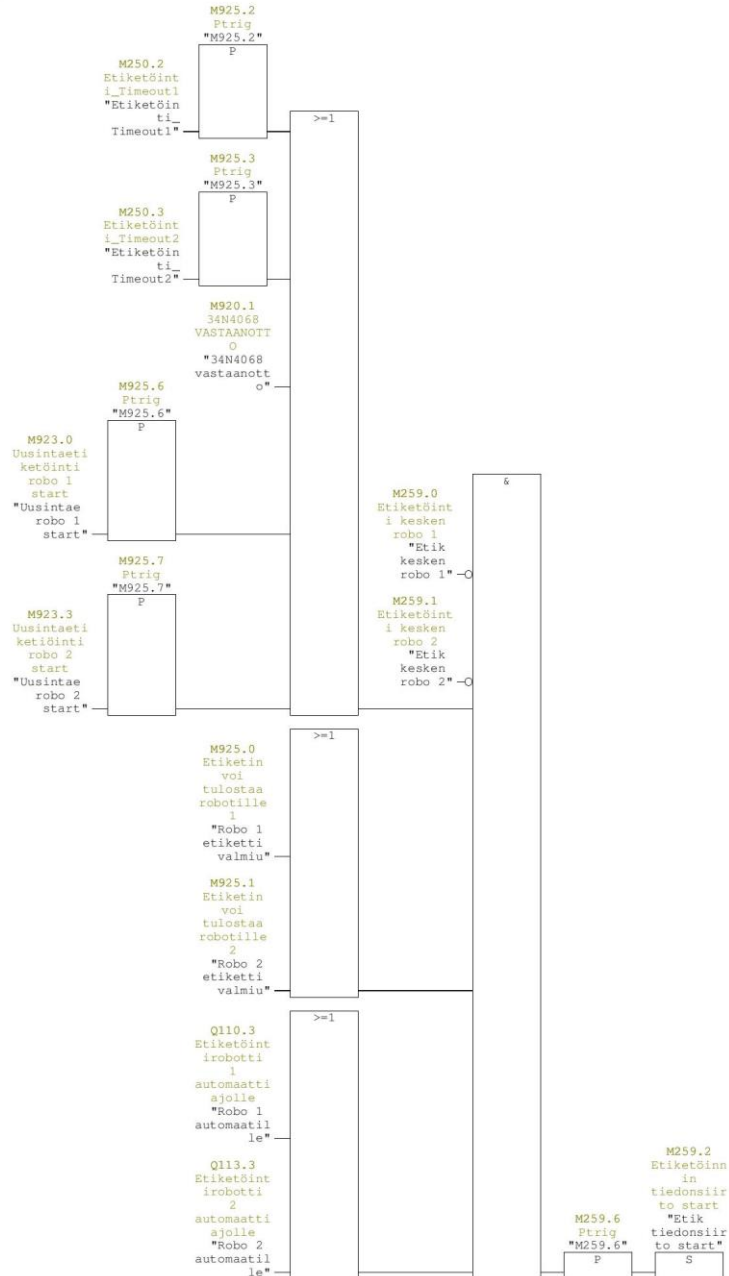 M925.2
Ptrig
"M925.2"
P
M250.2
Etiketöint
i_Timeout1
"Etiketöin
ti_
Timeout1"
>=1
M925.3
Ptrig
"M925.3"
P
M250.3
Etiketöint
i_Timeout2
"Etiketöin
ti_
Timeout2"
M920.1
34N4068
VASTAANOTT
O
"34N4068
vastaanott
o"
M925.6
Ptrig
"M925.6"
P
M923.0
Uusintaeti
ketöinti
robo 1
start
"Uusintae
robo 1
start"
&
M259.0
Etiketöint
i kesken
robo 1
"Etik
kesken
robo 1"
M925.7
Ptrig
"M925.7"
P
M923.3
Uusintaeti
ketiöinti
robo 2
start
"Uusintae
robo 2
start"
M259.1
Etiketöint
i kesken
robo 2
"Etik
kesken
robo 2"
>=1
M925.0
Etiketin
voi
tulostaa
robotille
1
"Robo 1
etiketti
valmiu"
M925.1
Etiketin
voi
tulostaa
robotille
2
"Robo 2
etiketti
valmiu"
>=1
Q110.3
Etiketöint
irobotti
1
automaatti
ajolle
"Robo 1
automaatil
le"
Q113.3
Etiketöint
irobotti
2
automaatti
ajolle
"Robo 2
automaatil
le"
M259.6
Ptrig
"M259.6"
P
M259.2
Etiketöinn
in
tiedonsiir
to start
"Etik
tiedonsiir
to start"
S